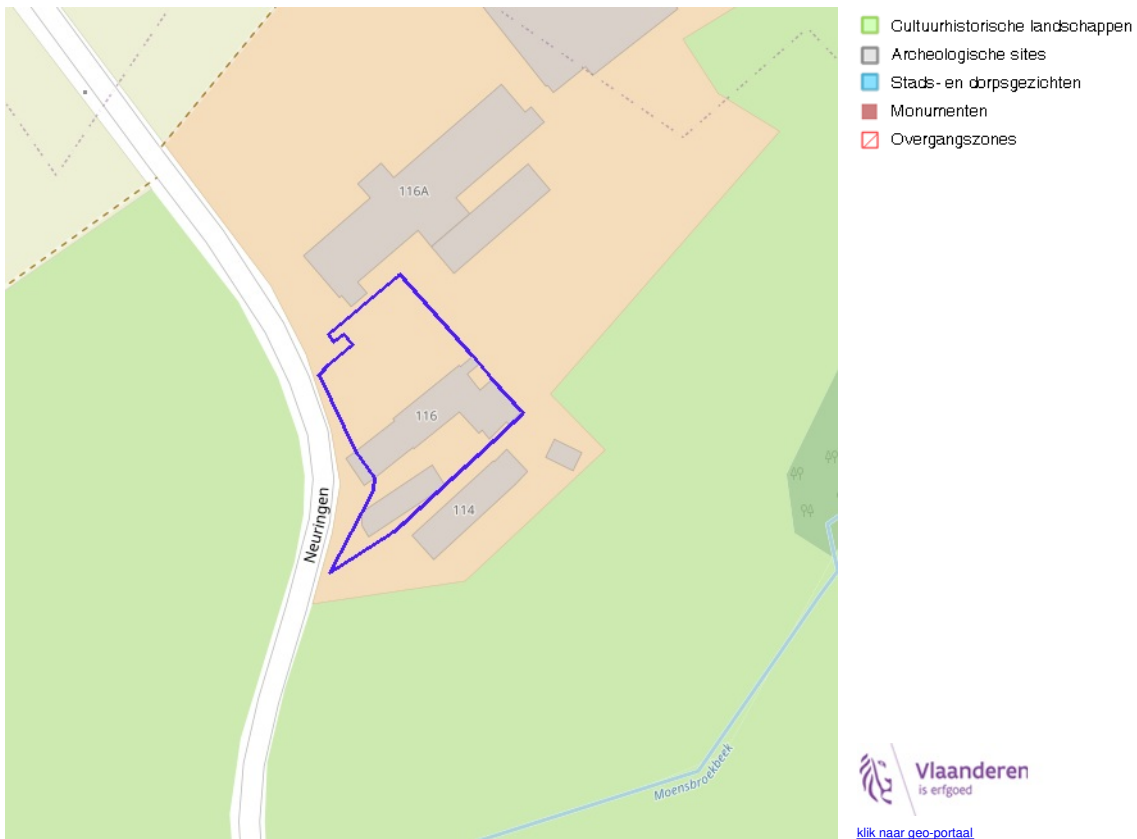 Cultuurhistorische landschappen
Archeologische sites
Stads- en dorpsgezichten
Monumenten
Overgangszones
116A
116
114
Neuringen
Moensbroekbeek
Vlaanderen
is erfgoed
klik naar geo-portaal